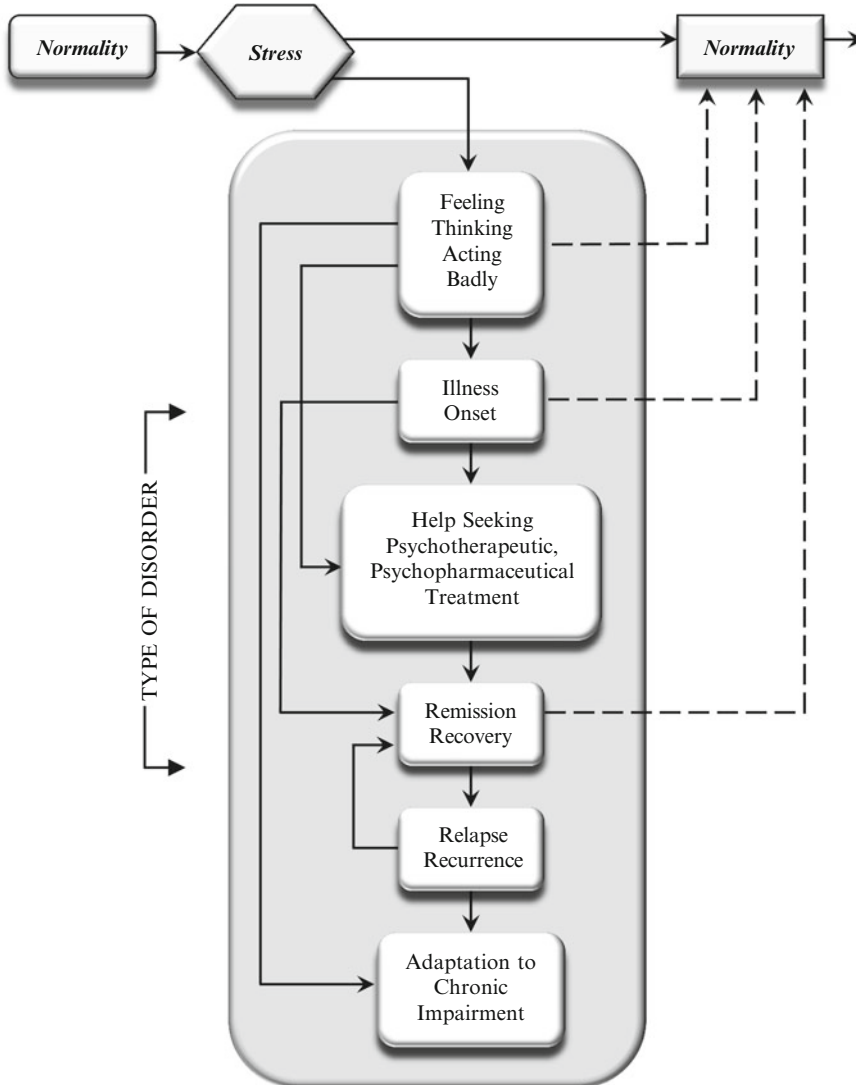 Normality
Stress
Normality
Feeling
Thinking
Acting
Badly
Illness
Onset
TYPE OF DISORDER
Help Seeking
Psychotherapeutic,
Psychopharmaceutical
Treatment
Remission
Recovery
Relapse
Recurrence
Adaptation to
Chronic
Impairment